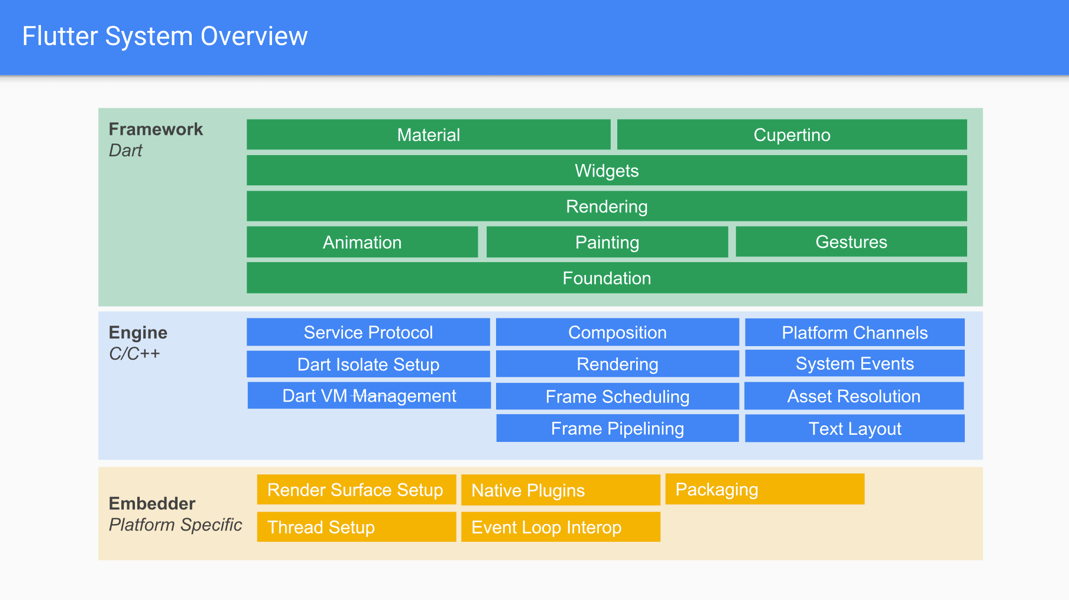 Flutter System Overview
Framework
Dart
Material
Cupertino
Widgets
Rendering
Animation
Painting
Gestures
Foundation
Engine
C/C++
Service Protocol
Composition
Platform Channels
Dart Isolate Setup
Rendering
System Events
Dart VM Management
Frame Scheduling
Asset Resolution
Frame Pipelining
Text Layout
Embedder
Platform Specific
Render Surface Setup
Native Plugins
Packaging
Thread Setup
Event Loop Interop